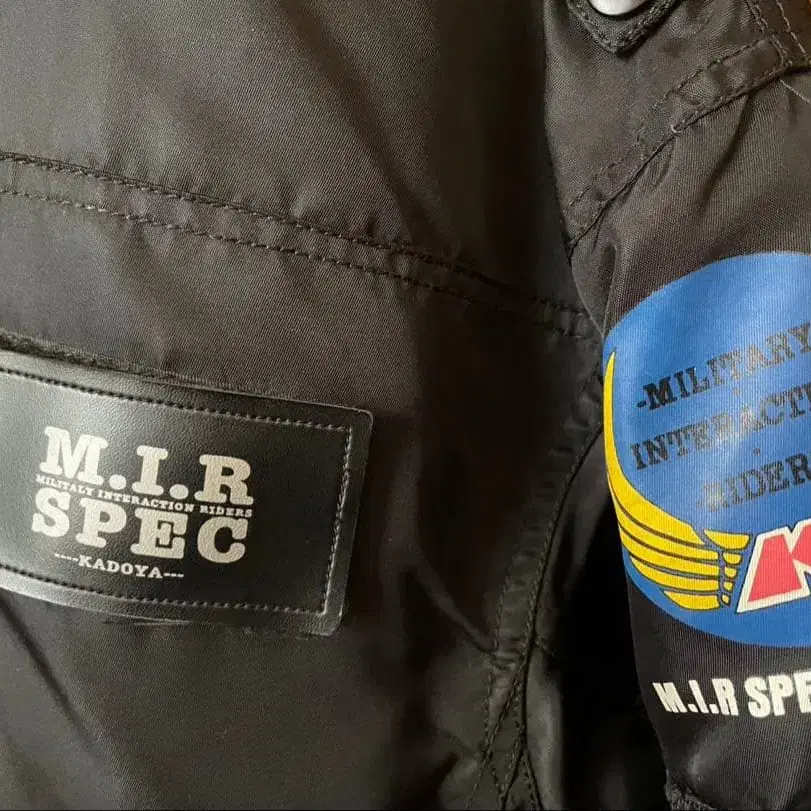 M.I.R
MILITALY INTERACTION RIDERS
SPEC
----KADOYA---
-MILITARY
INTERACTI
-RIDER
M.I.R SPE